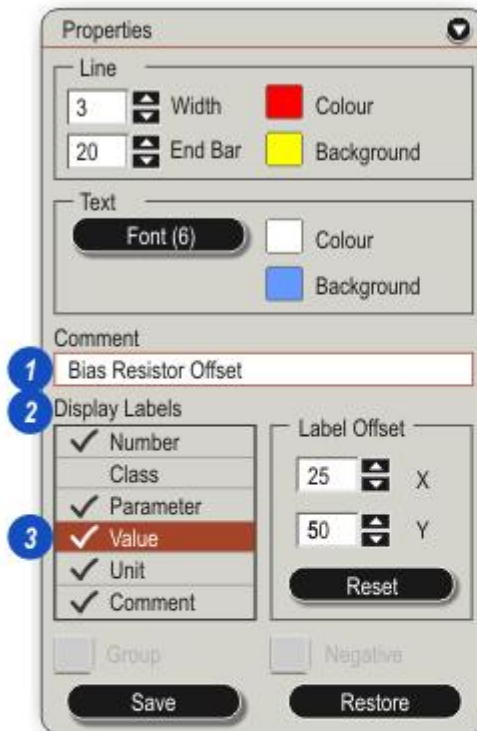 Properties
Line
3 Width Colour
20 End Bar Background
Text
Font (6) Colour
Background
Comment
1 Bias Resistor Offset
2 Display Labels
Number
Class
Parameter
3 Value
Unit
Comment
Label Offset
25 X
50 Y
Reset
Group Negative
Save Restore